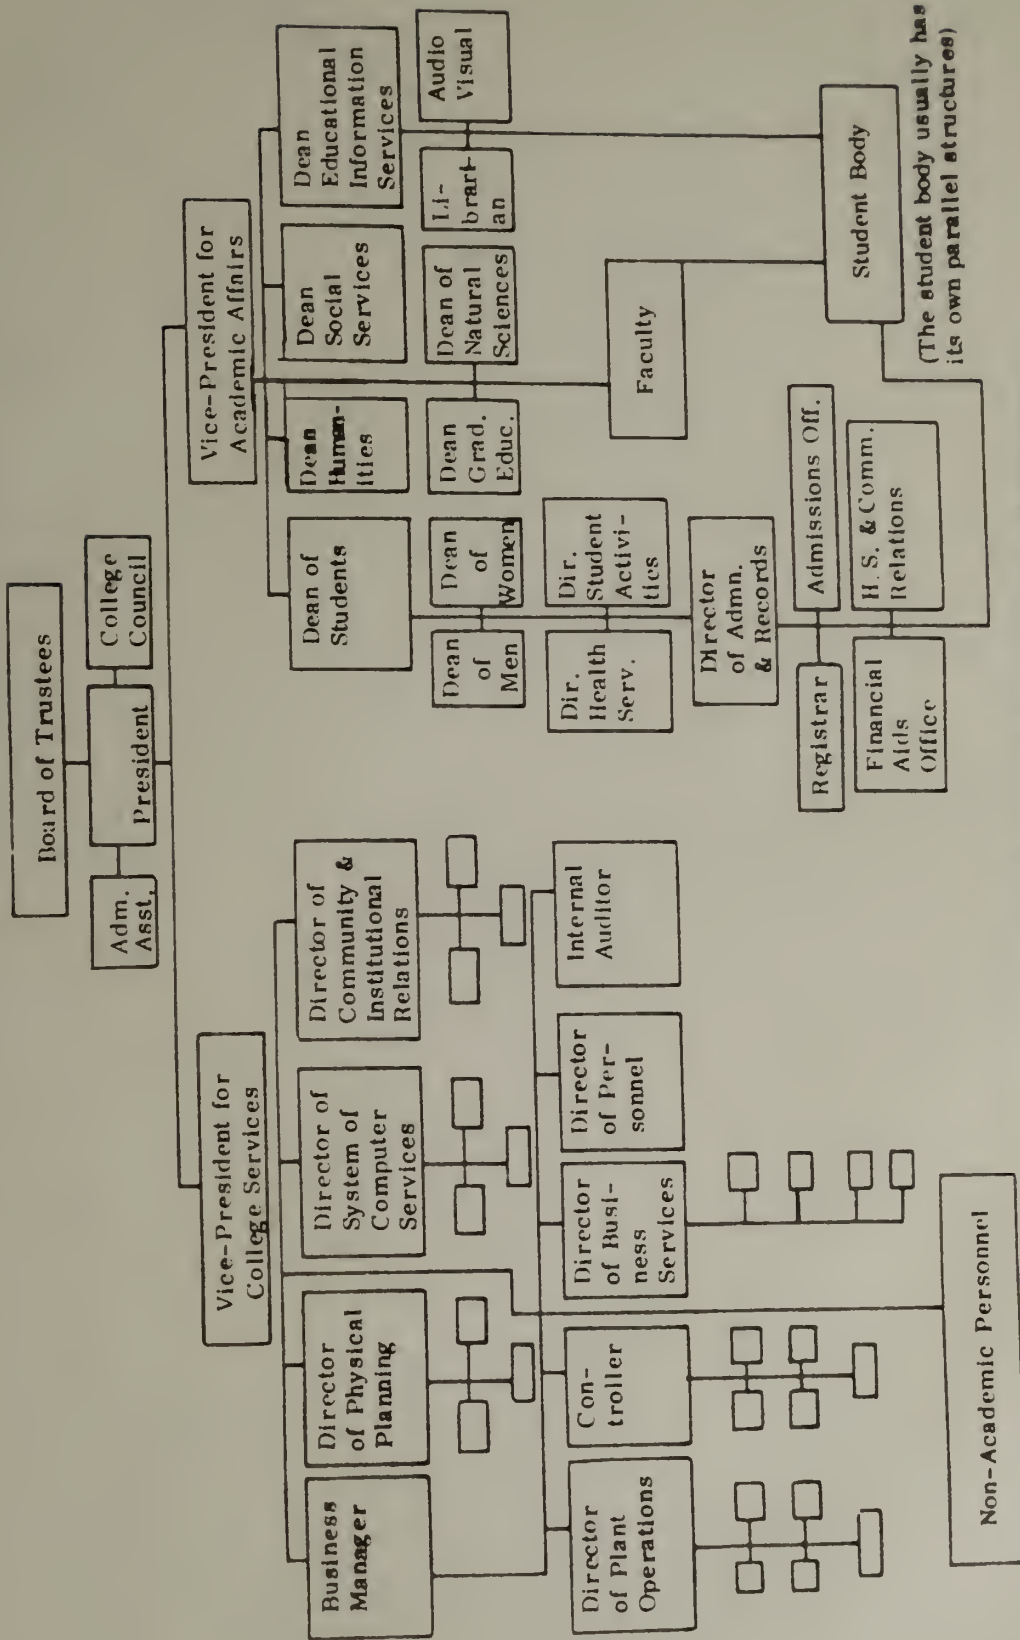 Board of Trustees
Adm.
Asst.
President
College
Council
Vice-President for
College Services
Vice-President for
Academic Affairs
Business
Manager
Director
of Physical
Planning
Director of
System of
Computer
Services
Director of
Community &
Institutional
Relations
Dean of
Students
Dean
Human-
ities
Dean
Social
Services
Dean
Educational
Information
Services
Dean
of
Men
Dean
of
Women
Dean
Grad.
Educ.
Dean of
Natural
Sciences
Li-
brari-
an
Audio
Visual
Director
of Plant
Operations
Con-
troller
Director
of Busi-
ness
Services
Director
of Per-
sonnel
Internal
Auditor
Dir.
Health
Serv.
Dir.
Student
Activi-
ties
Faculty
Director
of Admn.
& Records
Registrar
Admissions Off.
Financial
Aids
Office
H. S. & Comm.
Relations
Student Body
(The student body usually has
its own parallel structures)
Non-Academic Personnel